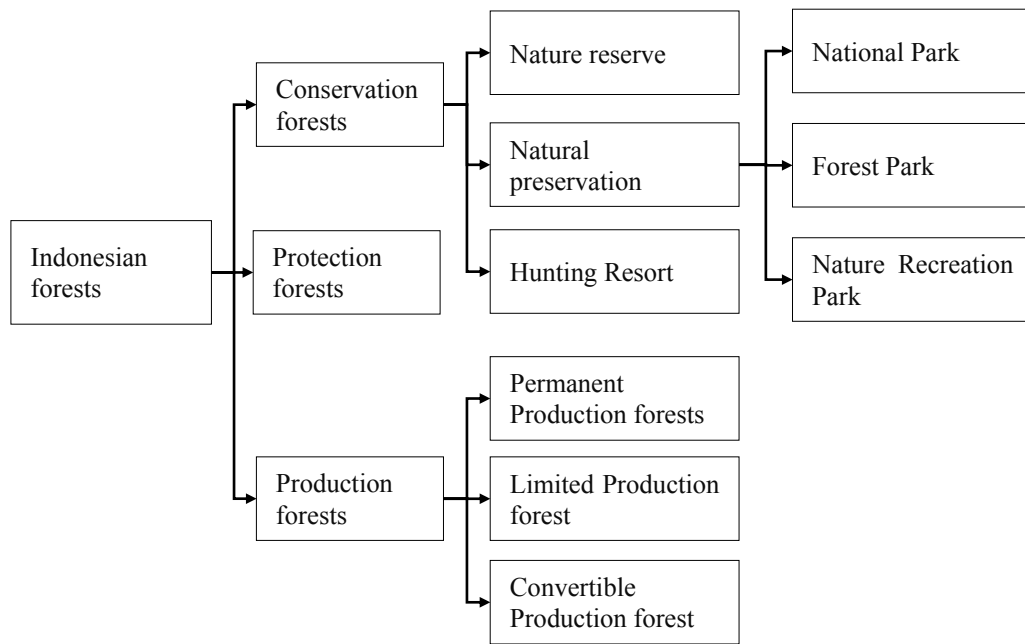 Nature reserve
National Park
Conservation
forests
Natural
preservation
Forest Park
Indonesian
forests
Protection
forests
Hunting Resort
Nature Recreation
Park
Permanent
Production forests
Production
forests
Limited Production
forest
Convertible
Production forest